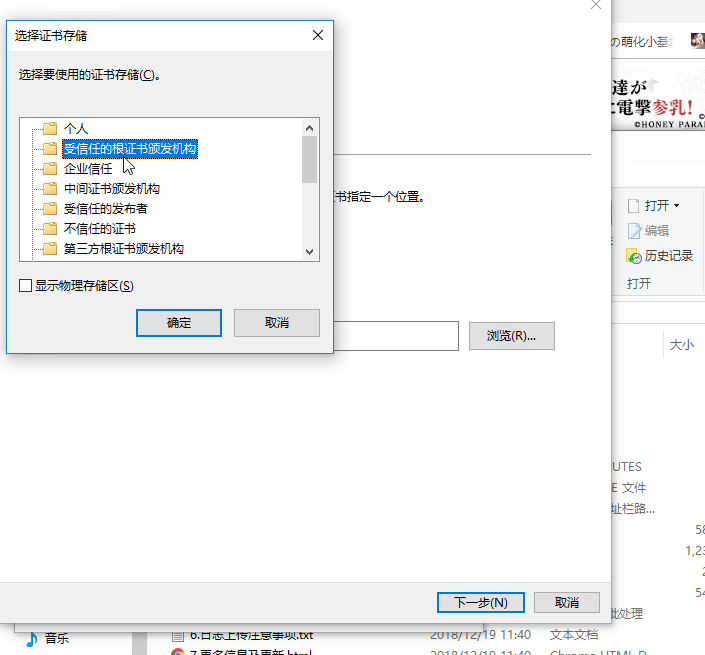 选择证书存储
选择要使用的证书存储(C)。
个人
受信任的根证书颁发机构
企业信任
中间证书颁发机构
受信任的发布者
不信任的证书
第三方根证书颁发机构
显示物理存储区(S)
确定
取消
书指定一个位置。
浏览(R)...
下一步(N)
取消
の萌化小基
達が
電撃参乳!
©HONEY PARA
打开
编辑
历史记录
打开
大小
UTES
E 文件
址栏路...
58
1,23
2
54
批处理
音乐
6.日志上传注意事项.txt
2018/12/19 11:40
文本文档
7.更多信息及更新.html
2018/12/19 11:40
Chrome HTML D